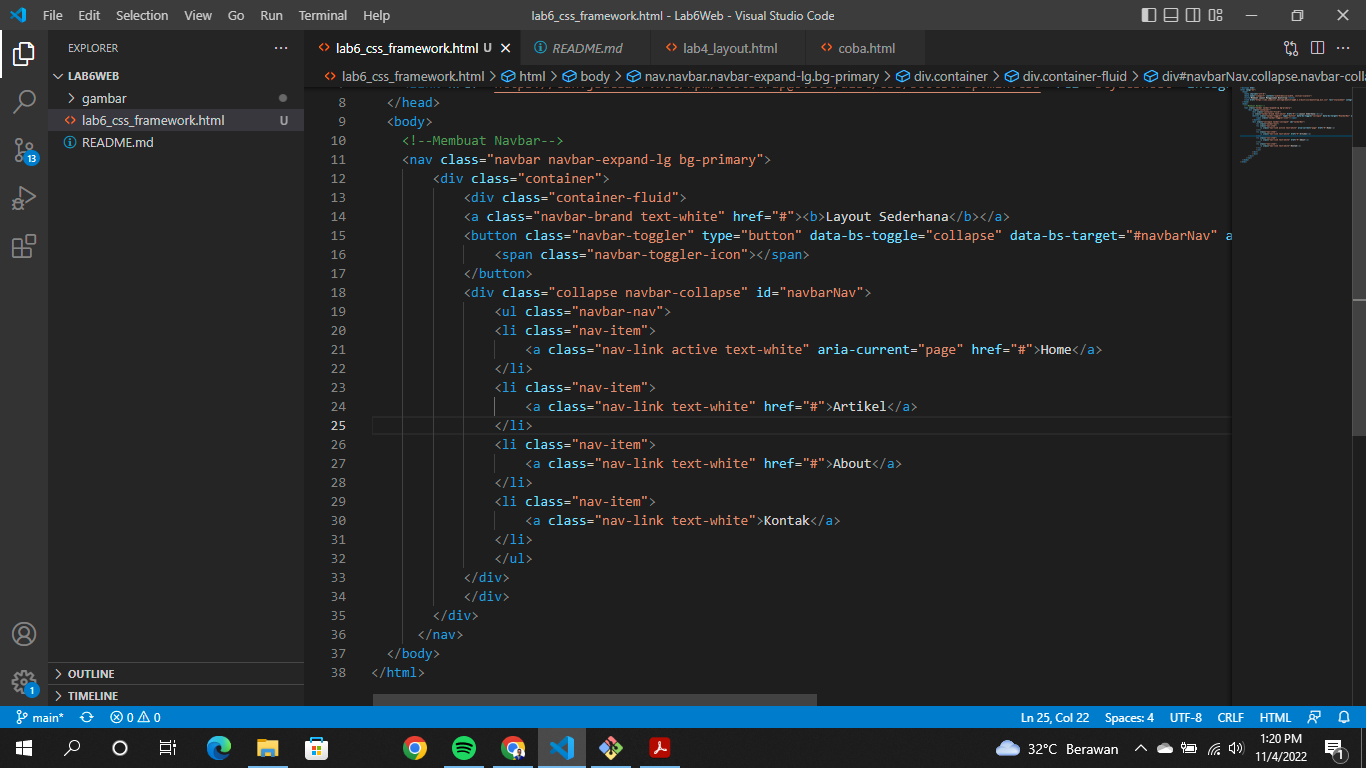 File Edit Selection View Go Run Terminal Help lab6_css_framework.html - Lab6Web - Visual Studio Code
EXPLORER
LAB6WEB
gambar
lab6_css_framework.html U
README.md
OUTLINE
TIMELINE
13
1
lab6_css_framework.html U README.md lab4_layout.html coba.html
lab6_css_framework.html > html > body > nav.navbar.navbar-expand-lg.bg-primary > div.container > div.container-fluid > div#navbarNav.collapse.navbar-coll
8 </head>
9 <body>
10 <!--Membuat Navbar-->
11 <nav class="navbar navbar-expand-lg bg-primary">
12 <div class="container">
13 <div class="container-fluid">
14 <a class="navbar-brand text-white" href="#"><b>Layout Sederhana</b></a>
15 <button class="navbar-toggler" type="button" data-bs-toggle="collapse" data-bs-target="#navbarNav" a
16 <span class="navbar-toggler-icon"></span>
17 </button>
18 <div class="collapse navbar-collapse" id="navbarNav">
19 <ul class="navbar-nav">
20 <li class="nav-item">
21 <a class="nav-link active text-white" aria-current="page" href="#">Home</a>
22 </li>
23 <li class="nav-item">
24 <a class="nav-link text-white" href="#">Artikel</a>
25 </li>
26 <li class="nav-item">
27 <a class="nav-link text-white" href="#">About</a>
28 </li>
29 <li class="nav-item">
30 <a class="nav-link text-white">Kontak</a>
31 </li>
32 </ul>
33 </div>
34 </div>
35 </div>
36 </nav>
37 </body>
38 </html>
main* 0 0 Ln 25, Col 22 Spaces: 4 UTF-8 CRLF HTML
32°C Berawan 1:20 PM
11/4/2022
1